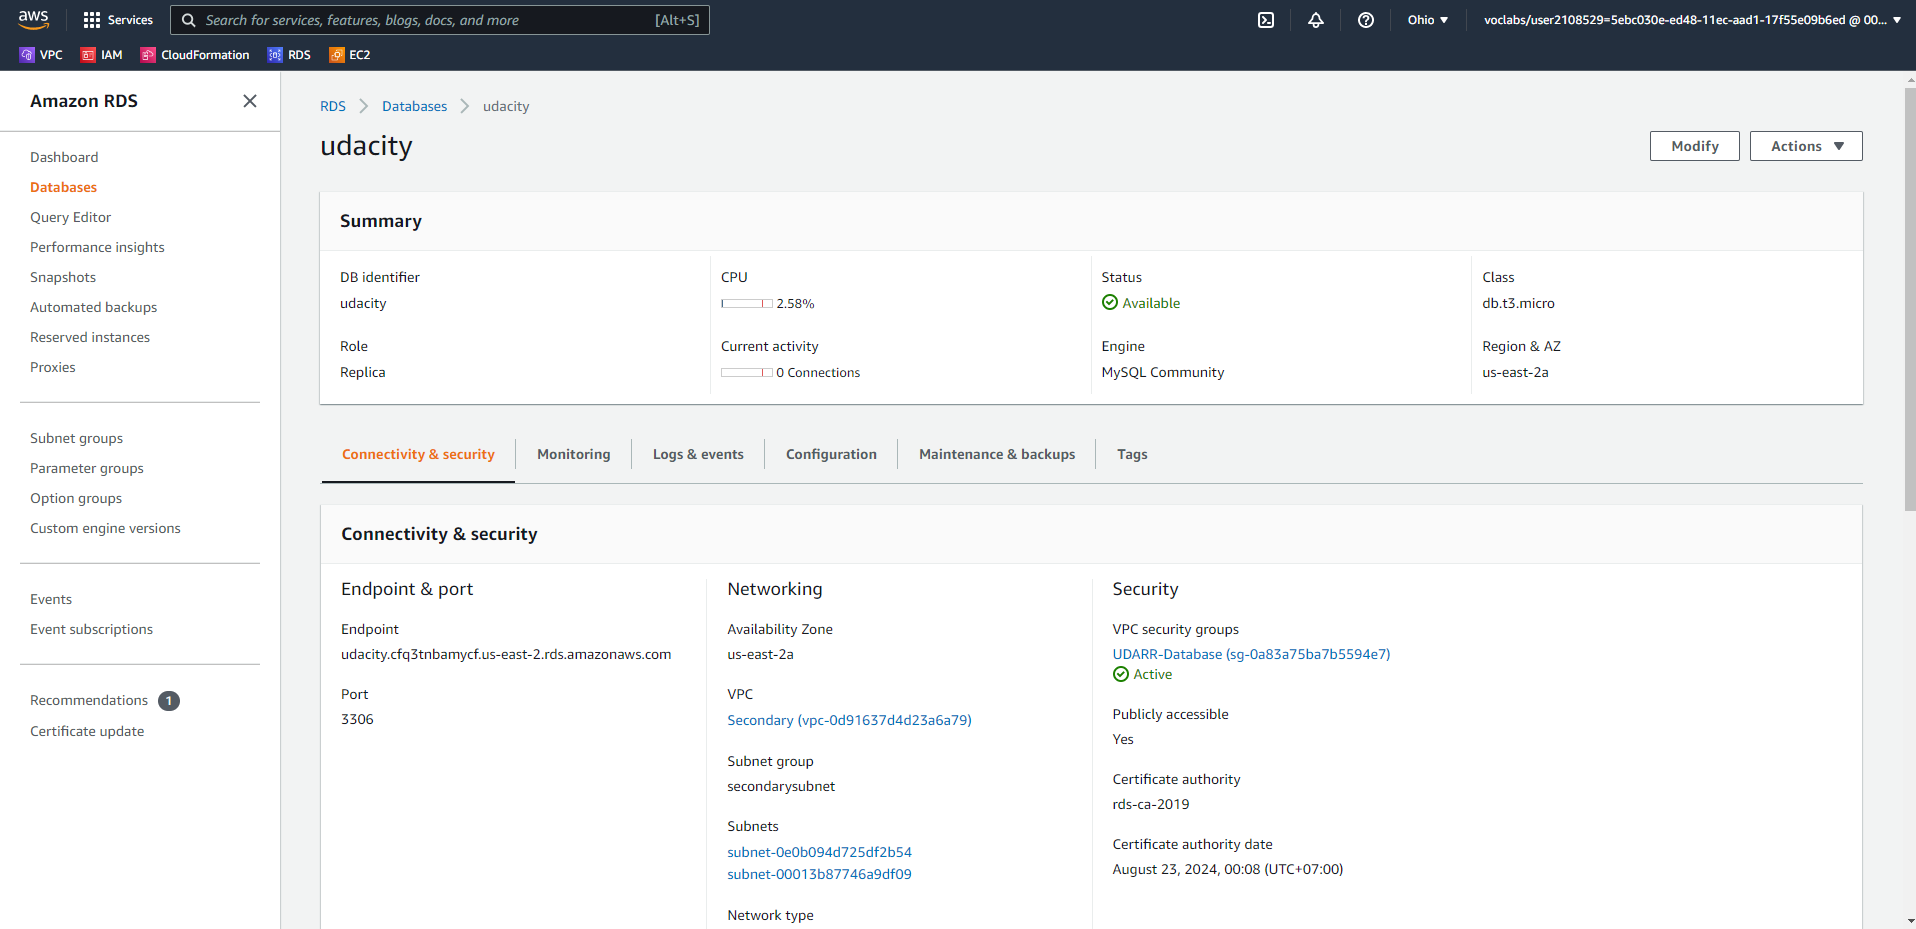 aws
Services
Search for services, features, blogs, docs, and more
[Alt+S]
Ohio
voclabs/user2108529=5ebc030e-ed48-11ec-aad1-17f55e09b6ed @ 00...
VPC
IAM
CloudFormation
RDS
EC2
Amazon RDS
Dashboard
Databases
Query Editor
Performance insights
Snapshots
Automated backups
Reserved instances
Proxies
Subnet groups
Parameter groups
Option groups
Custom engine versions
Events
Event subscriptions
Recommendations 1
Certificate update
RDS > Databases > udacity
udacity
Modify
Actions
Summary
DB identifier
udacity
CPU
2.58%
Status
Available
Class
db.t3.micro
Role
Replica
Current activity
0 Connections
Engine
MySQL Community
Region & AZ
us-east-2a
Connectivity & security
Monitoring
Logs & events
Configuration
Maintenance & backups
Tags
Connectivity & security
Endpoint & port
Endpoint
udacity.cfq3tnbamycf.us-east-2.rds.amazonaws.com
Port
3306
Networking
Availability Zone
us-east-2a
VPC
Secondary (vpc-0d91637d4d23a6a79)
Subnet group
secondarysubnet
Subnets
subnet-0e0b094d725df2b54
subnet-00013b87746a9df09
Network type
Security
VPC security groups
UDARR-Database (sg-0a83a75ba7b5594e7)
Active
Publicly accessible
Yes
Certificate authority
rds-ca-2019
Certificate authority date
August 23, 2024, 00:08 (UTC+07:00)